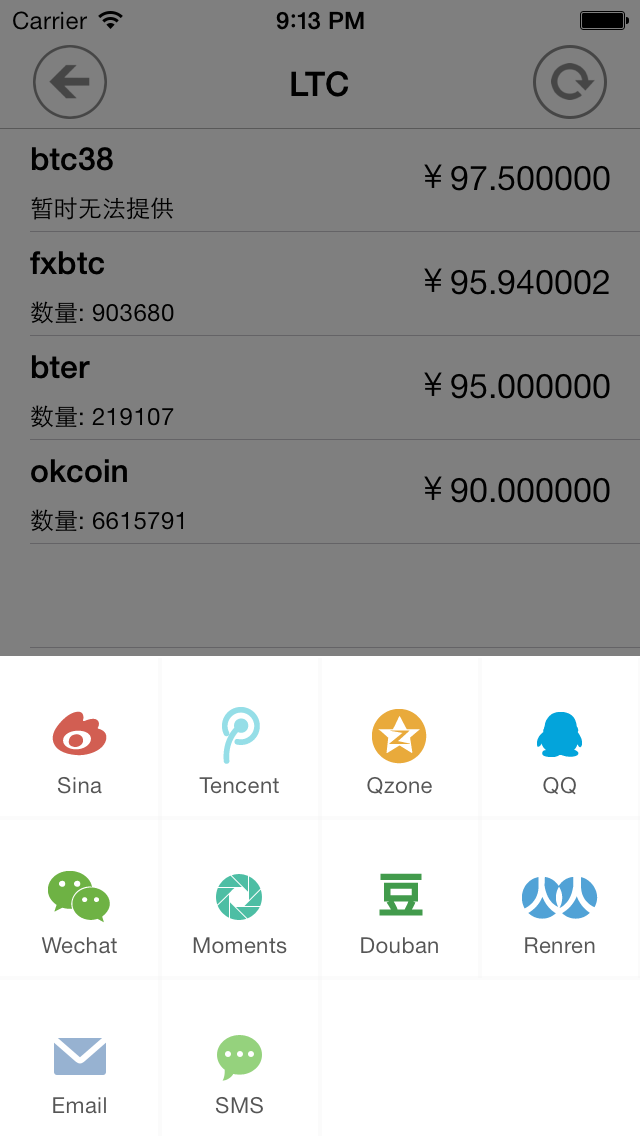 Carrier 9:13 PM
LTC
btc38 ¥ 97.500000
暂时无法提供
fxbtc ¥ 95.940002
数量: 903680
bter ¥ 95.000000
数量: 219107
okcoin ¥ 90.000000
数量: 6615791
Sina Tencent Qzone QQ
豆
Wechat Moments Douban Renren
Email SMS